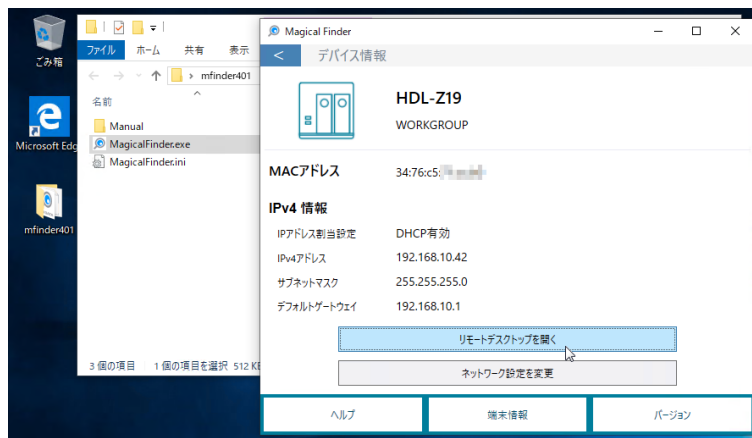 ごみ箱
Microsoft Edg
mfinder401
ファイル ホーム 共有 表示
mfinder401
名前
Manual
MagicalFinder.exe
MagicalFinder.ini
3 個の項目 1 個の項目を選択 512 KE
Magical Finder
< デバイス情報
HDL-Z19
WORKGROUP
MACアドレス 34:76:c5:
IPv4 情報
IPアドレス割当設定 DHCP有効
IPv4アドレス 192.168.10.42
サブネットマスク 255.255.255.0
デフォルトゲートウェイ 192.168.10.1
リモートデスクトップを開く
ネットワーク設定を変更
ヘルプ 端末情報 バージョン